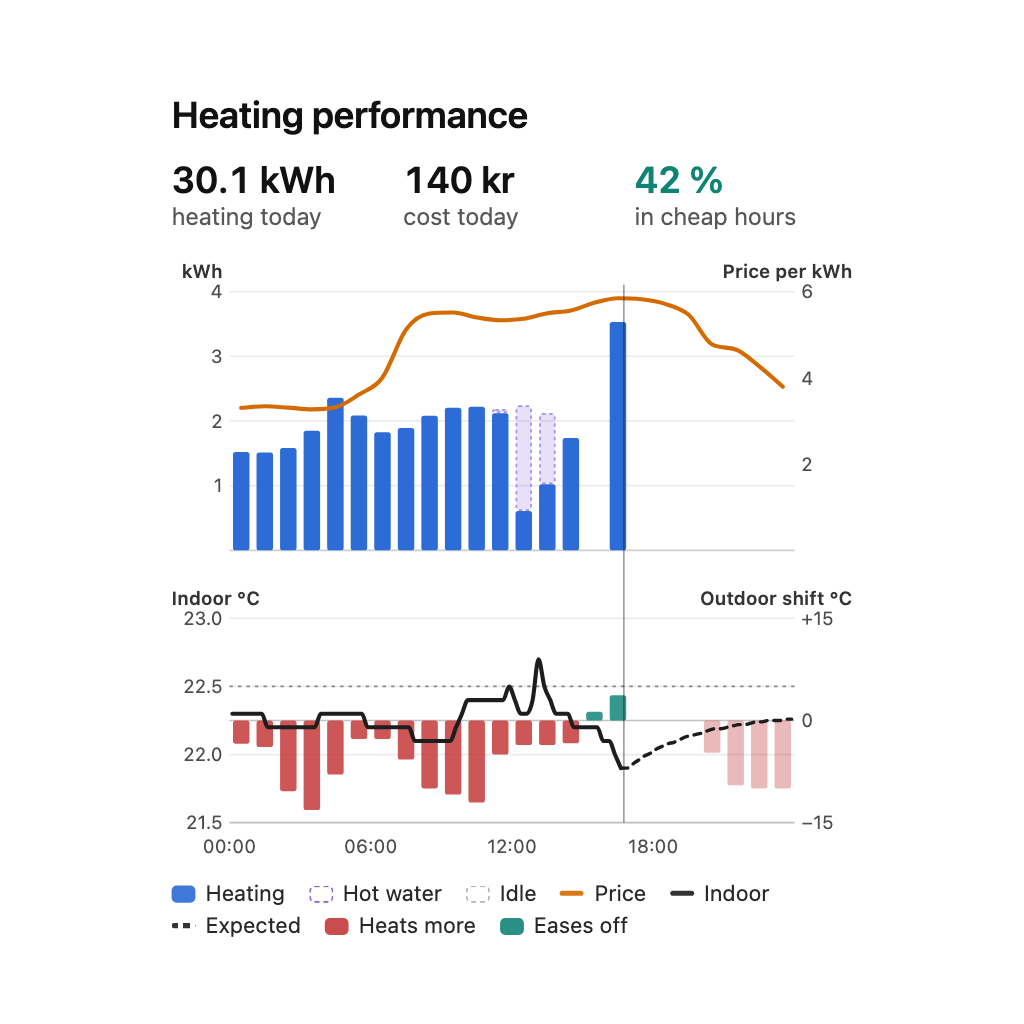 Heating performance
30.1 kWh 140 kr 42 %
heating today cost today in cheap hours
kWh Price per kWh
4 6
3
4
2
2
1
Indoor °C Outdoor shift °C
23.0 +15
22.5
0
22.0
21.5 −15
00:00 06:00 12:00 18:00
Heating Hot water Idle Price Indoor
Expected Heats more Eases off